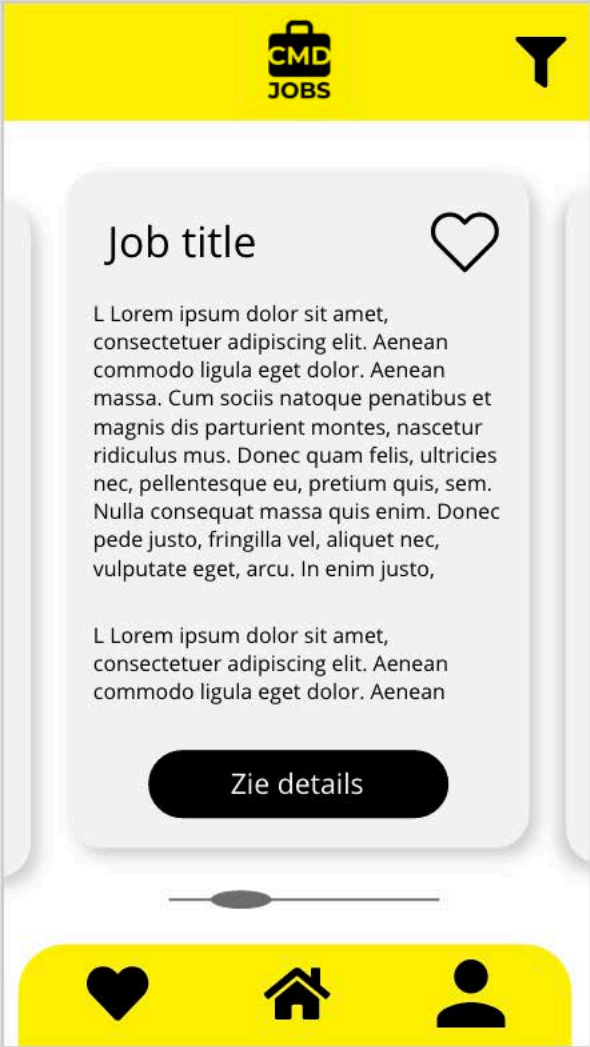 CMD
JOBS
Job title
L Lorem ipsum dolor sit amet,
consectetuer adipiscing elit. Aenean
commodo ligula eget dolor. Aenean
massa. Cum sociis natoque penatibus et
magnis dis parturient montes, nascetur
ridiculus mus. Donec quam felis, ultricies
nec, pellentesque eu, pretium quis, sem.
Nulla consequat massa quis enim. Donec
pede justo, fringilla vel, aliquet nec,
vulputate eget, arcu. In enim justo,
L Lorem ipsum dolor sit amet,
consectetuer adipiscing elit. Aenean
commodo ligula eget dolor. Aenean
Zie details